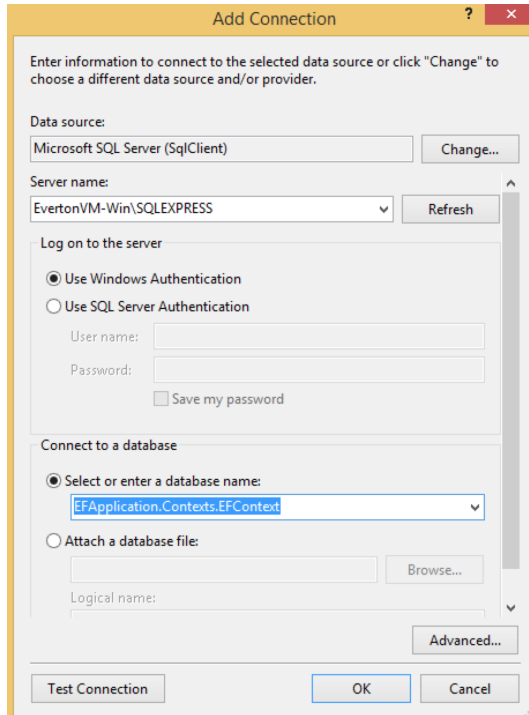 Add Connection
?
Enter information to connect to the selected data source or click "Change" to
choose a different data source and/or provider.
Data source:
Microsoft SQL Server (SqlClient)
Change...
Server name:
EvertonVM-Win\SQLEXPRESS
Refresh
Log on to the server
Use Windows Authentication
Use SQL Server Authentication
User name:
Password:
Save my password
Connect to a database
Select or enter a database name:
EFApplication.Contexts.EFContext
Attach a database file:
Browse...
Logical name:
Advanced...
Test Connection
OK
Cancel